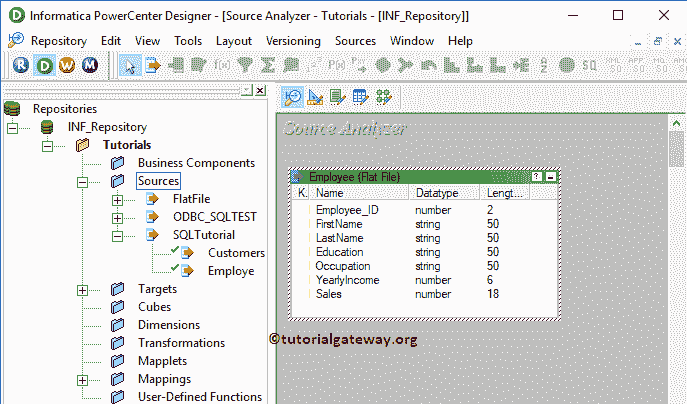 Informatica PowerCenter Designer - [Source Analyzer - Tutorials - [INF_Repository]]
Repository Edit View Tools Layout Versioning Sources Window Help
R D W M
Repositories
INF_Repository
Tutorials
Business Components
Sources
FlatFile
ODBC_SQLTEST
SQLTutorial
Customers
Employe
Targets
Cubes
Dimensions
Transformations
Mapplets
Mappings
User-Defined Functions
Source Analyzer
Employee (Flat File)
K. Name Datatype Lengt...
Employee_ID number 2
FirstName string 50
LastName string 50
Education string 50
Occupation string 50
YearlyIncome number 6
Sales number 18
©tutorialgateway.org